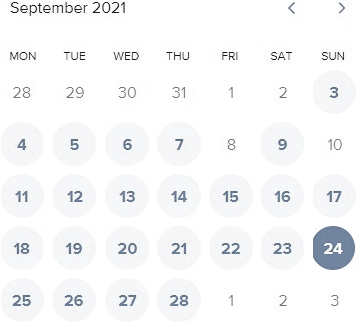 September 2021
MON TUE WED THU FRI SAT SUN
28 29 30 31 1 2 3
4 5 6 7 8 9 10
11 12 13 14 15 16 17
18 19 20 21 22 23 24
25 26 27 28 1 2 3